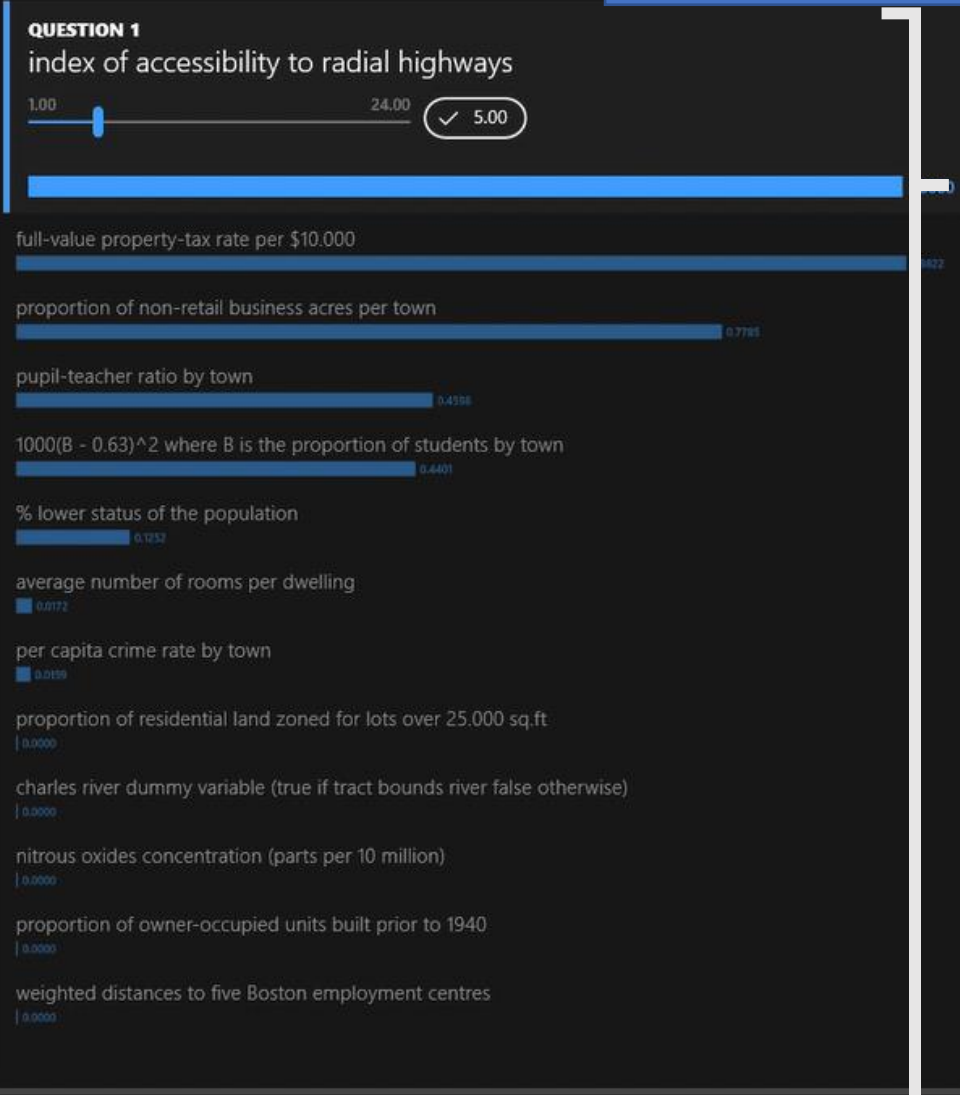 QUESTION 1
index of accessibility to radial highways
1.00 24.00 5.00
full-value property-tax rate per $10.000
proportion of non-retail business acres per town
0.7785
pupil-teacher ratio by town
1000(B - 0.63)^2 where B is the proportion of students by town
0.4401
% lower status of the population
0.1252
average number of rooms per dwelling
0.0172
per capita crime rate by town
0.0159
proportion of residential land zoned for lots over 25.000 sq.ft
0.0000
charles river dummy variable (true if tract bounds river false otherwise)
0.0000
nitrous oxides concentration (parts per 10 million)
0.0000
proportion of owner-occupied units built prior to 1940
0.0000
weighted distances to five Boston employment centres
0.0000